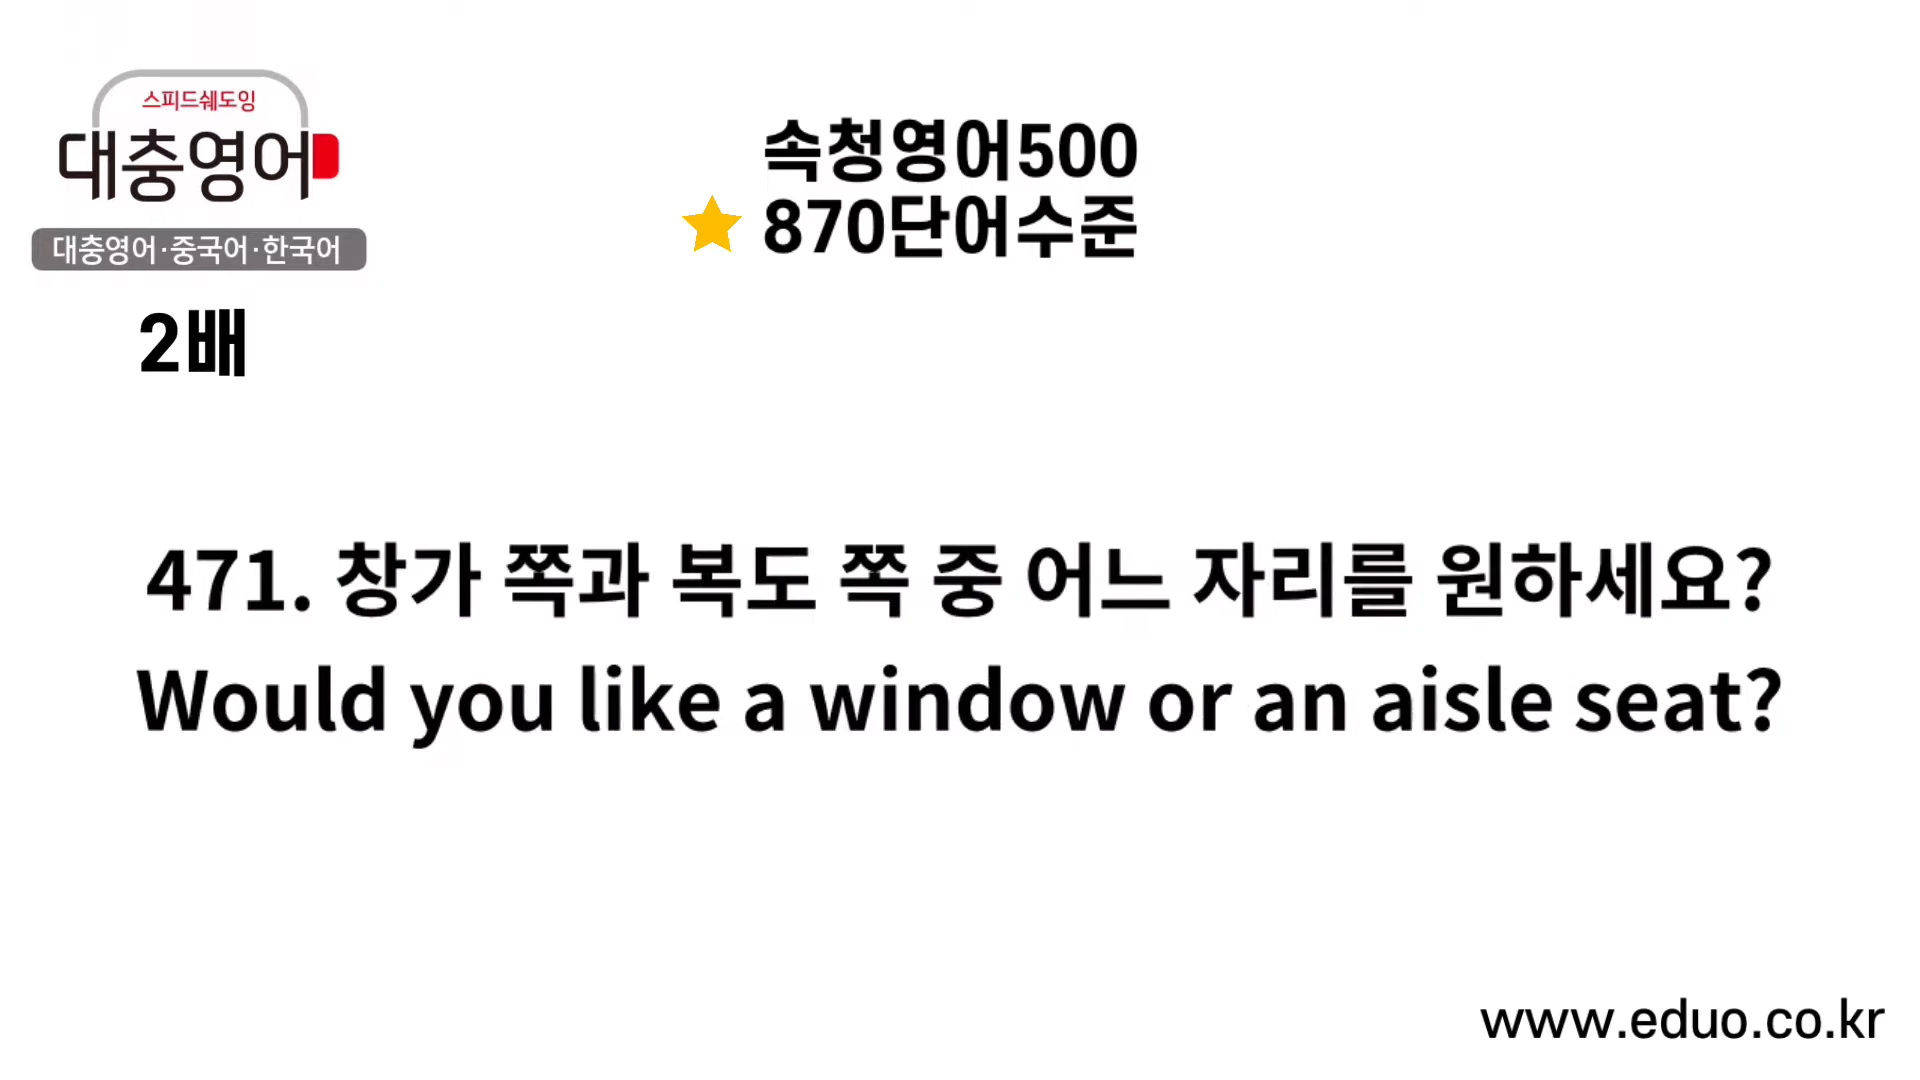 스피드쉐도잉
대충영어
대충영어·중국어·한국어
속청영어500
870단어수준
2배
471. 창가 쪽과 복도 쪽 중 어느 자리를 원하세요?
Would you like a window or an aisle seat?
www.eduo.co.kr